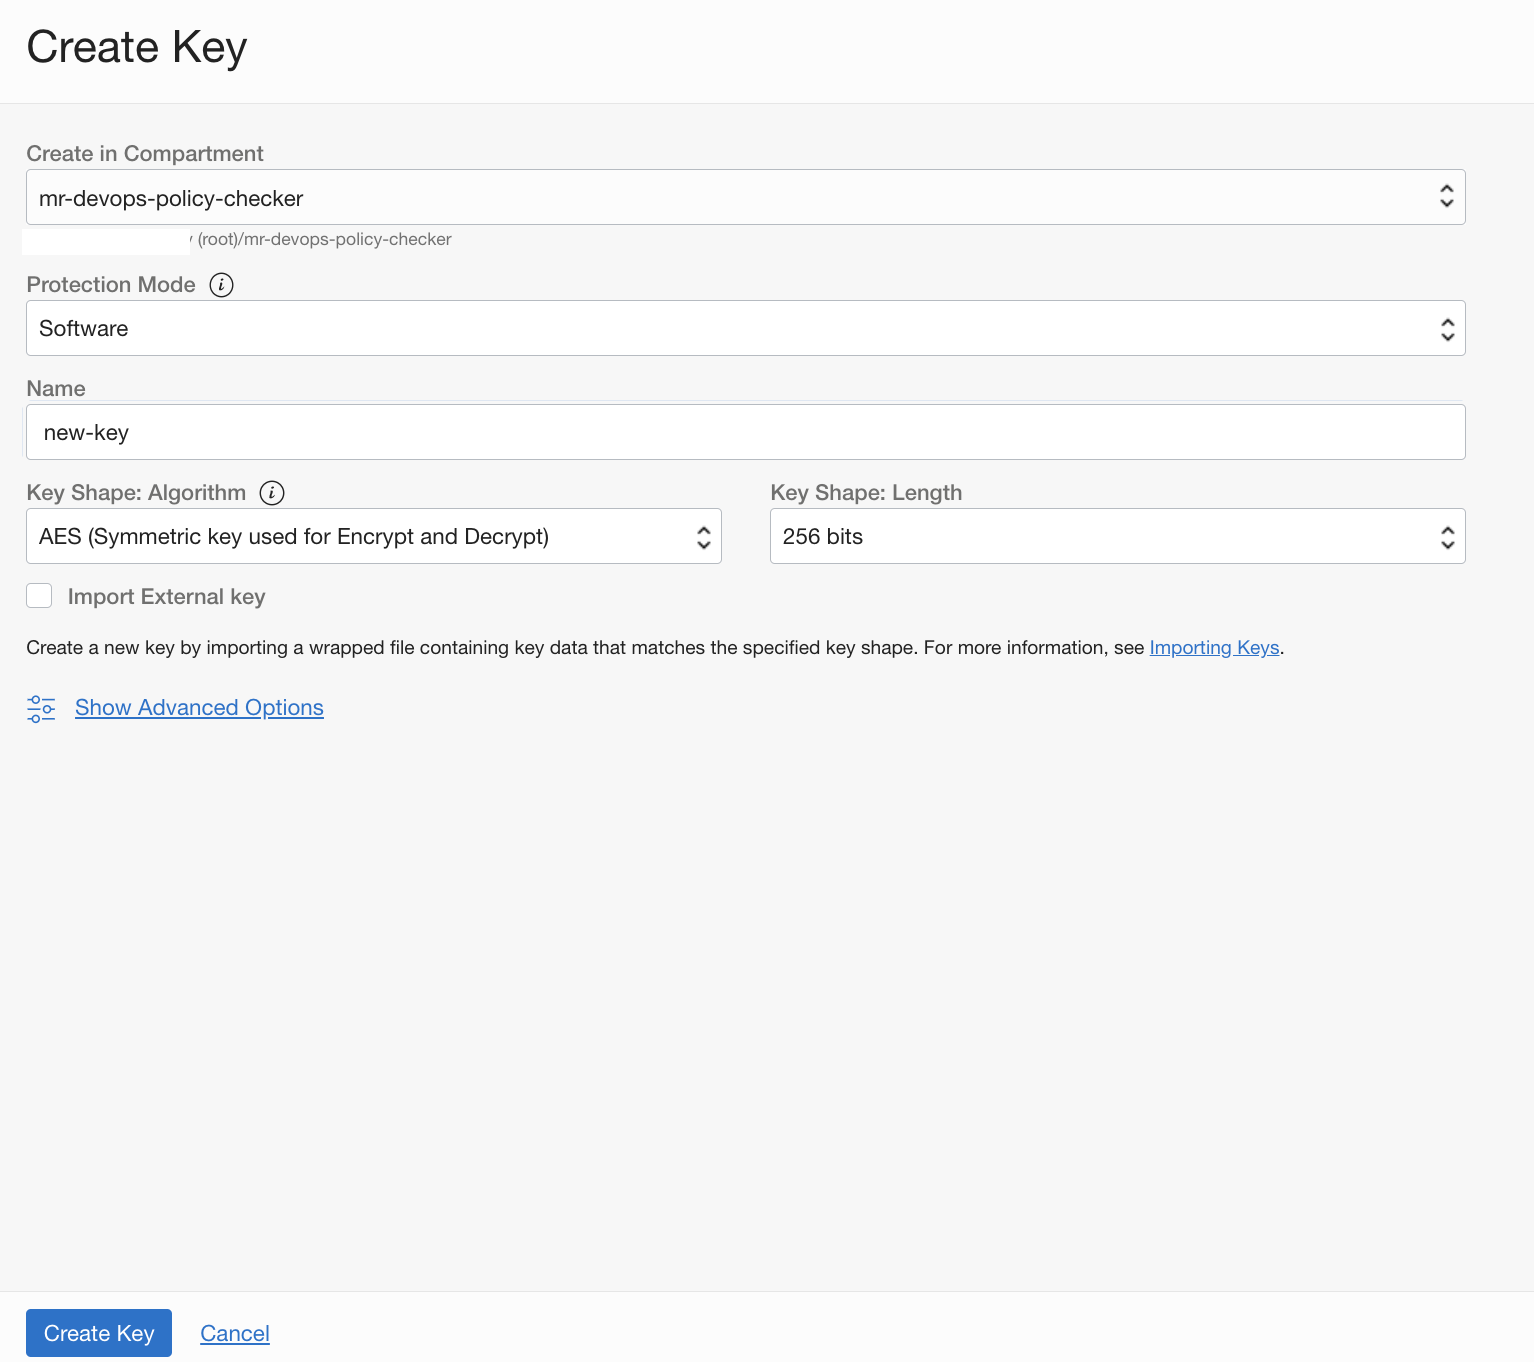 Create Key
Create in Compartment
mr-devops-policy-checker
(root)/mr-devops-policy-checker
Protection Mode
Software
Name
new-key
Key Shape: Algorithm
Key Shape: Length
AES (Symmetric key used for Encrypt and Decrypt)
256 bits
Import External key
Create a new key by importing a wrapped file containing key data that matches the specified key shape. For more information, see Importing Keys.
Show Advanced Options
Create Key
Cancel